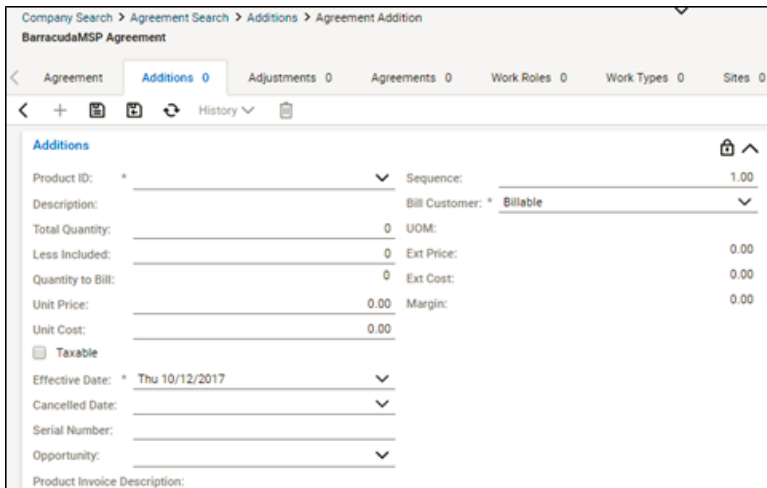 Company Search > Agreement Search > Additions > Agreement Addition
BarracudaMSP Agreement
Agreement Additions 0 Adjustments 0 Agreements 0 Work Roles 0 Work Types 0 Sites 0
History
Additions
Product ID: * Sequence: 1.00
Description: Bill Customer: * Billable
Total Quantity: 0 UOM:
Less Included: 0 Ext Price: 0.00
Quantity to Bill: 0 Ext Cost: 0.00
Unit Price: 0.00 Margin: 0.00
Unit Cost: 0.00
Taxable
Effective Date: * Thu 10/12/2017
Cancelled Date:
Serial Number:
Opportunity:
Product Invoice Description: